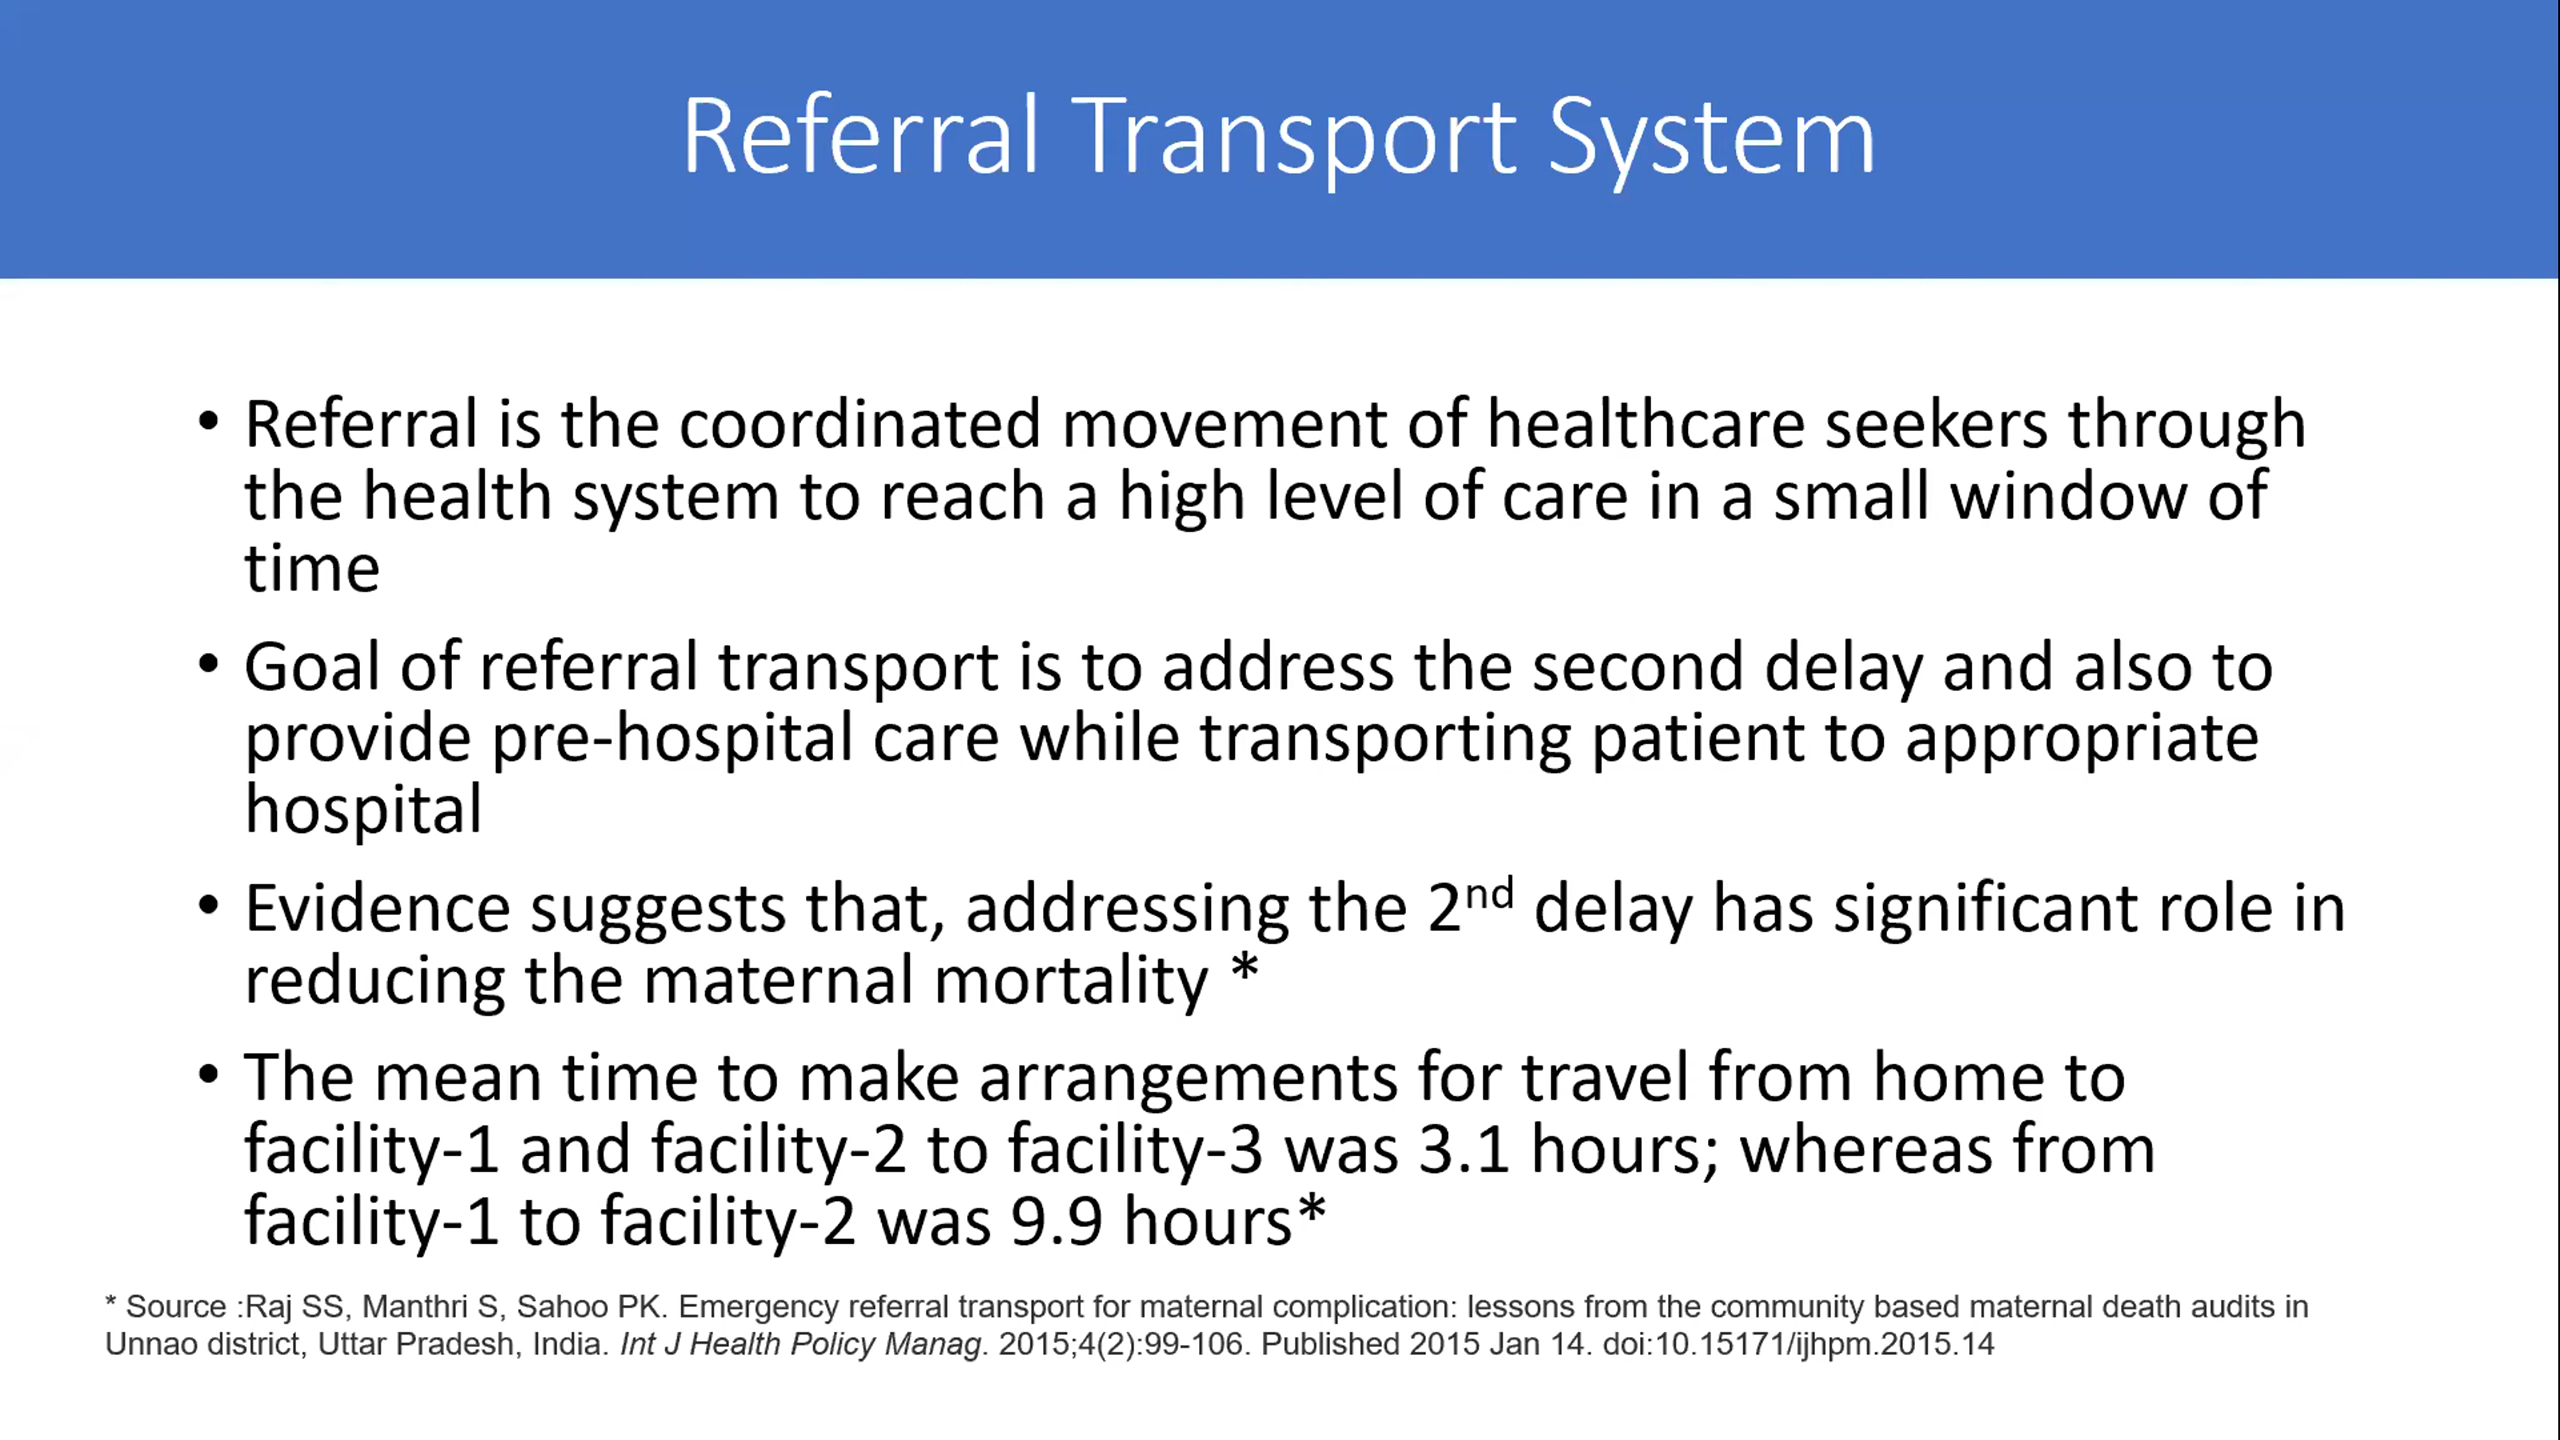 Referral Transport System
• Referral is the coordinated movement of healthcare seekers through
the health system to reach a high level of care in a small window of
time
• Goal of referral transport is to address the second delay and also to
provide pre-hospital care while transporting patient to appropriate
hospital
• Evidence suggests that, addressing the 2nd delay has significant role in
reducing the maternal mortality *
• The mean time to make arrangements for travel from home to
facility-1 and facility-2 to facility-3 was 3.1 hours; whereas from
facility-1 to facility-2 was 9.9 hours*
* Source :Raj SS, Manthri S, Sahoo PK. Emergency referral transport for maternal complication: lessons from the community based maternal death audits in
Unnao district, Uttar Pradesh, India. Int J Health Policy Manag. 2015;4(2):99-106. Published 2015 Jan 14. doi:10.15171/ijhpm.2015.14